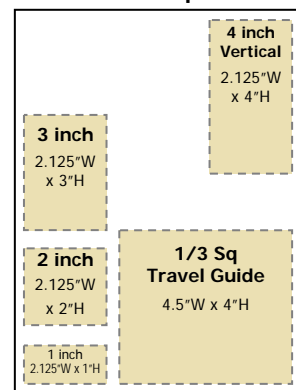 4 inch
Vertical
2.125"W
x 4"H
3 inch
2.125"W
x 3"H
2 inch
2.125"W
x 2"H
1 inch
2.125"W x 1"H
1/3 Sq
Travel Guide
4.5"W x 4"H